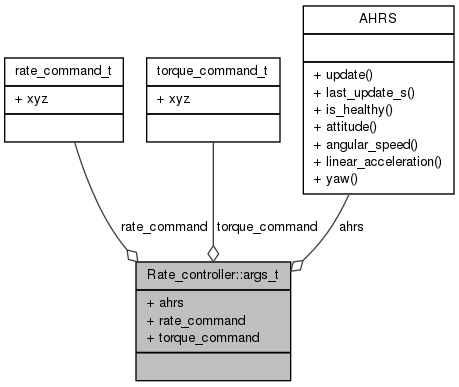 AHRS
+ update()
+ last_update_s()
+ is_healthy()
+ attitude()
+ angular_speed()
+ linear_acceleration()
+ yaw()
rate_command_t
+ xyz
torque_command_t
+ xyz
rate_command
torque_command
ahrs
Rate_controller::args_t
+ ahrs
+ rate_command
+ torque_command